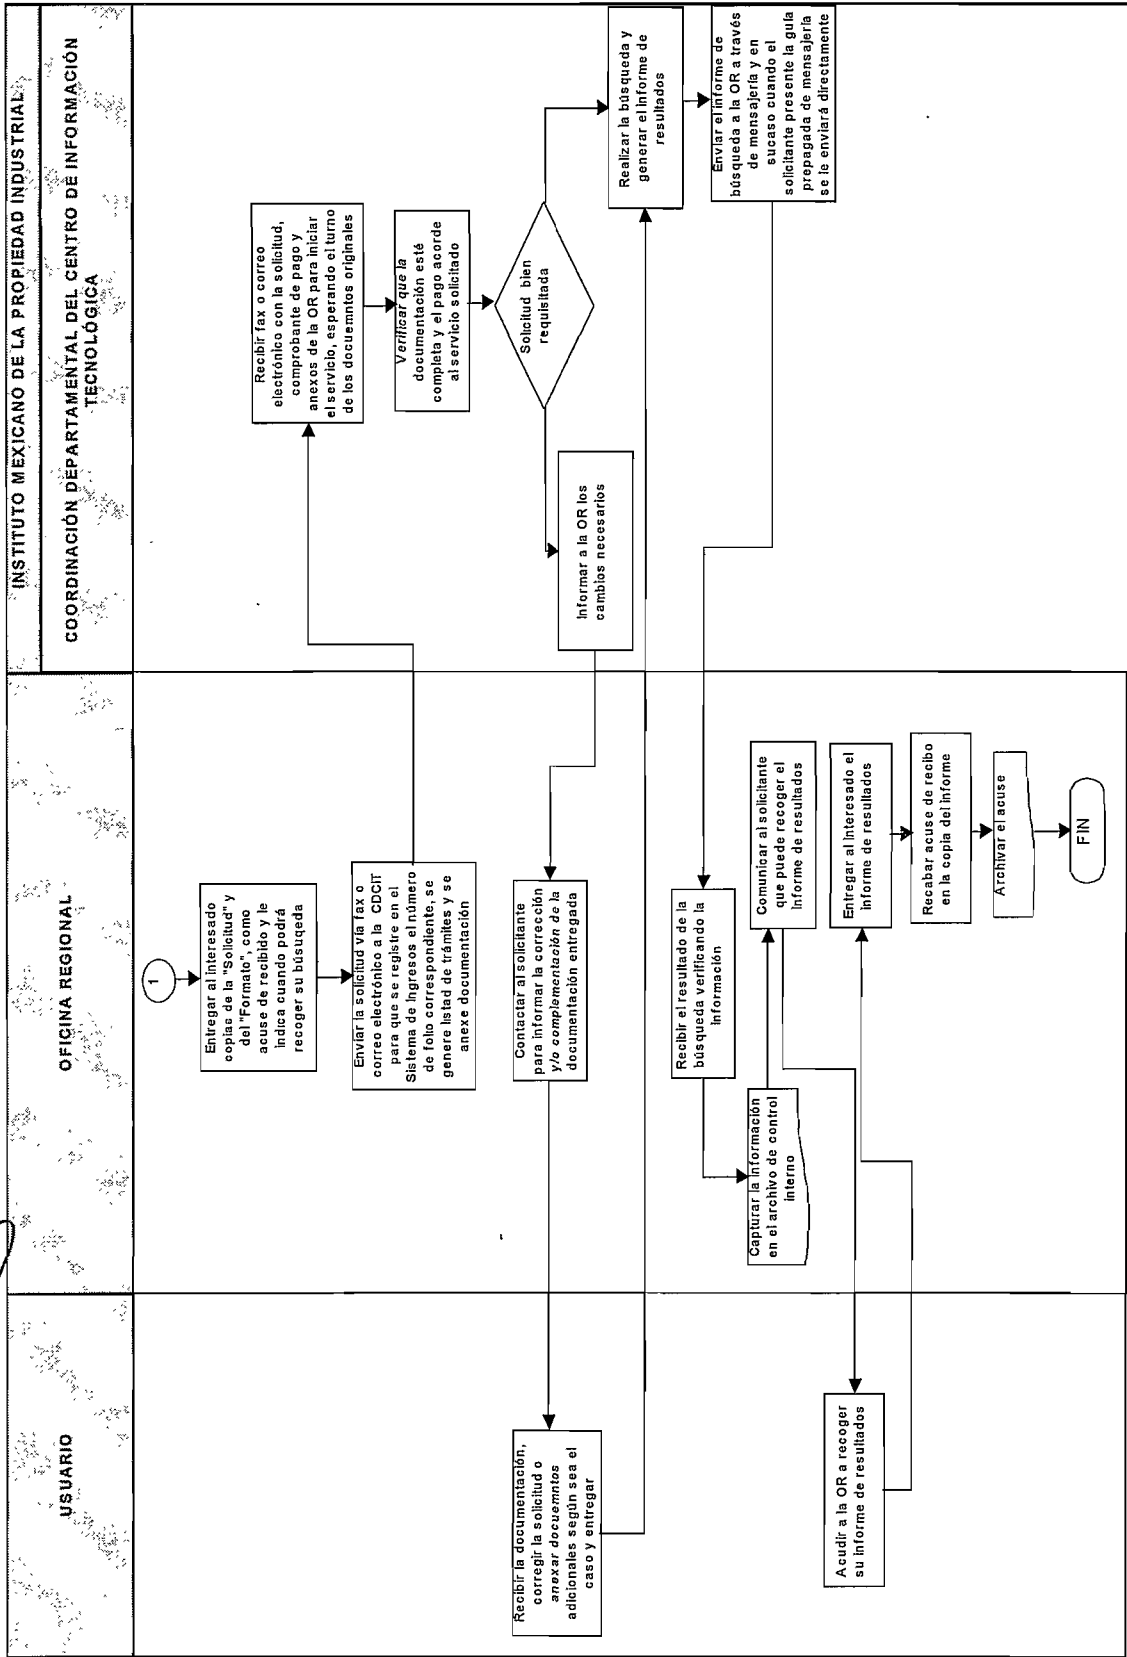 INSTITUTO MEXICANO DE LA PROPIEDAD INDUSTRIAL
USUARIO
OFICINA REGIONAL
COORDINACIÓN DEPARTAMENTAL DEL CENTRO DE INFORMACIÓN
TECNOLÓGICA
1
Entregar al interesado
copias de la "Solicitud" y
del "Formato", como
acuse de recibido y le
indica cuando podrá
recoger su búsuqeda
Envíar la solicitud vía fax o
correo electrónico a la CDCIT
para que se registre en el
Sistema de Ingresos el número
de folio correspondiente, se
genere listad de trámites y se
anexe documentación
Recibir fax o correo
electrónico con la solicitud,
comprobante de pago y
anexos de la OR para iniciar
el servicio, esperando el turno
de los docuemntos originales
Verificar que la
documentación esté
completa y el pago acorde
al servicio solicitado
Solicitud bien
requisitada
Informar a la OR los
cambios necesarios
Contactar al solicitante
para informar la corrección
y/o complementación de la
documentación entregada
Recibir la documentación,
corregir la solicitud o
anexar docuemntos
adicionales según sea el
caso y entregar
Realizar la búsqueda y
generar el informe de
resultados
Enviar el informe de
búsqueda a la OR a través
de mensajería y en
sucaso cuando el
solicitante presente la guía
prepagada de mensajería
se le enviará directamente
Recibir el resultado de la
búsqueda verificando la
información
Capturar la información
en el archivo de control
interno
Comunicar al solicitante
que puede recoger el
Informe de resultados
Acudir a la OR a recoger
su informe de resultados
Entregar al Interesado el
informe de resultados
Recabar acuse de recibo
en la copia del informe
Archivar el acuse
FIN